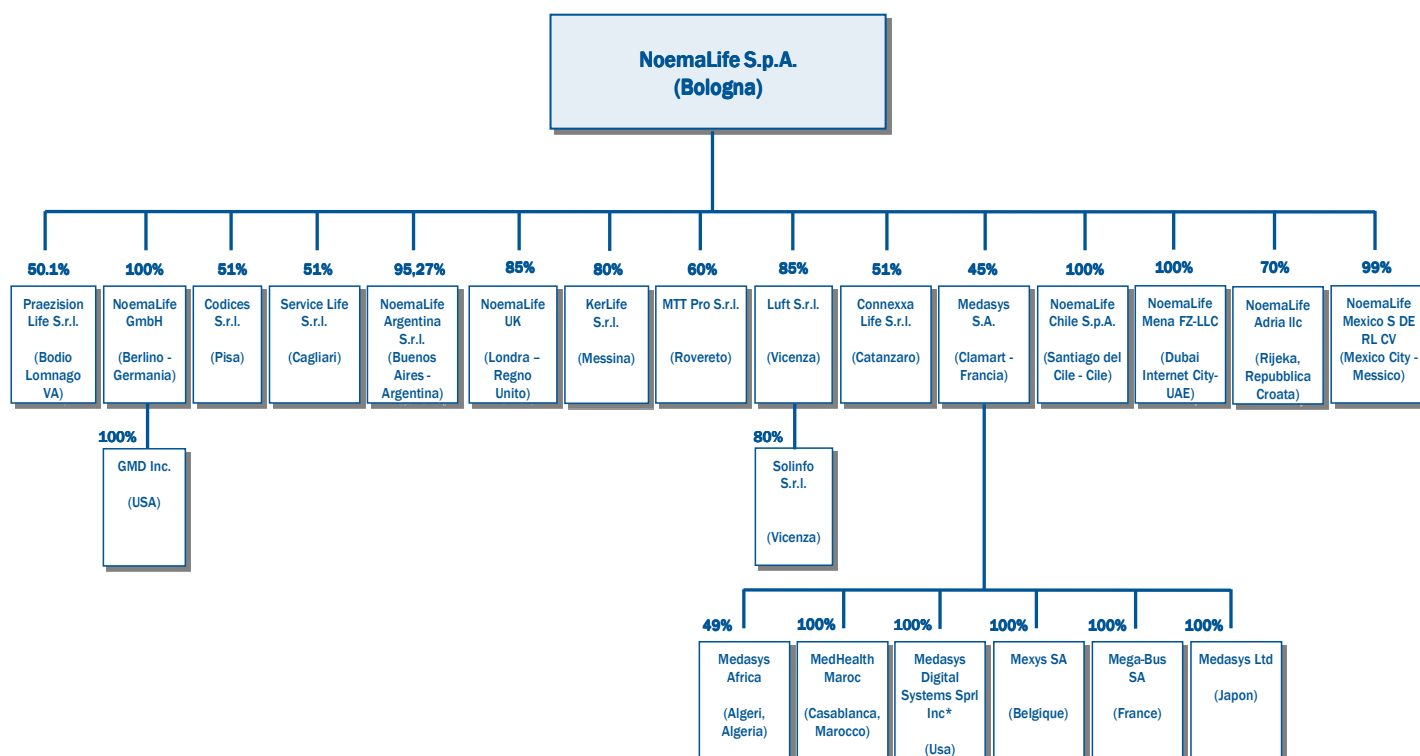 NoemaLife S.p.A.
(Bologna)
50.1%
Praezision
Life S.r.l.
(Bodio
Lomnago
VA)
100%
NoemaLife
GmbH
(Berlino -
Germania)
51%
Codices
S.r.l.
(Pisa)
51%
Service Life
S.r.l.
(Cagliari)
95,27%
NoemaLife
Argentina
S.r.l.
(Buenos
Aires -
Argentina)
85%
NoemaLife
UK
(Londra –
Regno
Unito)
80%
KerLife
S.r.l.
(Messina)
60%
MTT Pro S.r.l.
(Rovereto)
85%
Luft S.r.l.
(Vicenza)
51%
Connexxa
Life S.r.l.
(Catanzaro)
45%
Medasys
S.A.
(Clamart -
Francia)
100%
NoemaLife
Chile S.p.A.
(Santiago del
Cile - Cile)
100%
NoemaLife
Mena FZ-LLC
(Dubai
Internet City-
UAE)
70%
NoemaLife
Adria llc
(Rijeka,
Repubblica
Croata)
99%
NoemaLife
Mexico S DE
RL CV
(Mexico City -
Messico)
100%
GMD Inc.
(USA)
80%
Solinfo
S.r.l.
(Vicenza)
49%
Medasys
Africa
(Algeri,
Algeria)
100%
MedHealth
Maroc
(Casablanca,
Marocco)
100%
Medasys
Digital
Systems Sprl
Inc*
(Usa)
100%
Mexys SA
(Belgique)
100%
Mega-Bus
SA
(France)
100%
Medasys Ltd
(Japon)